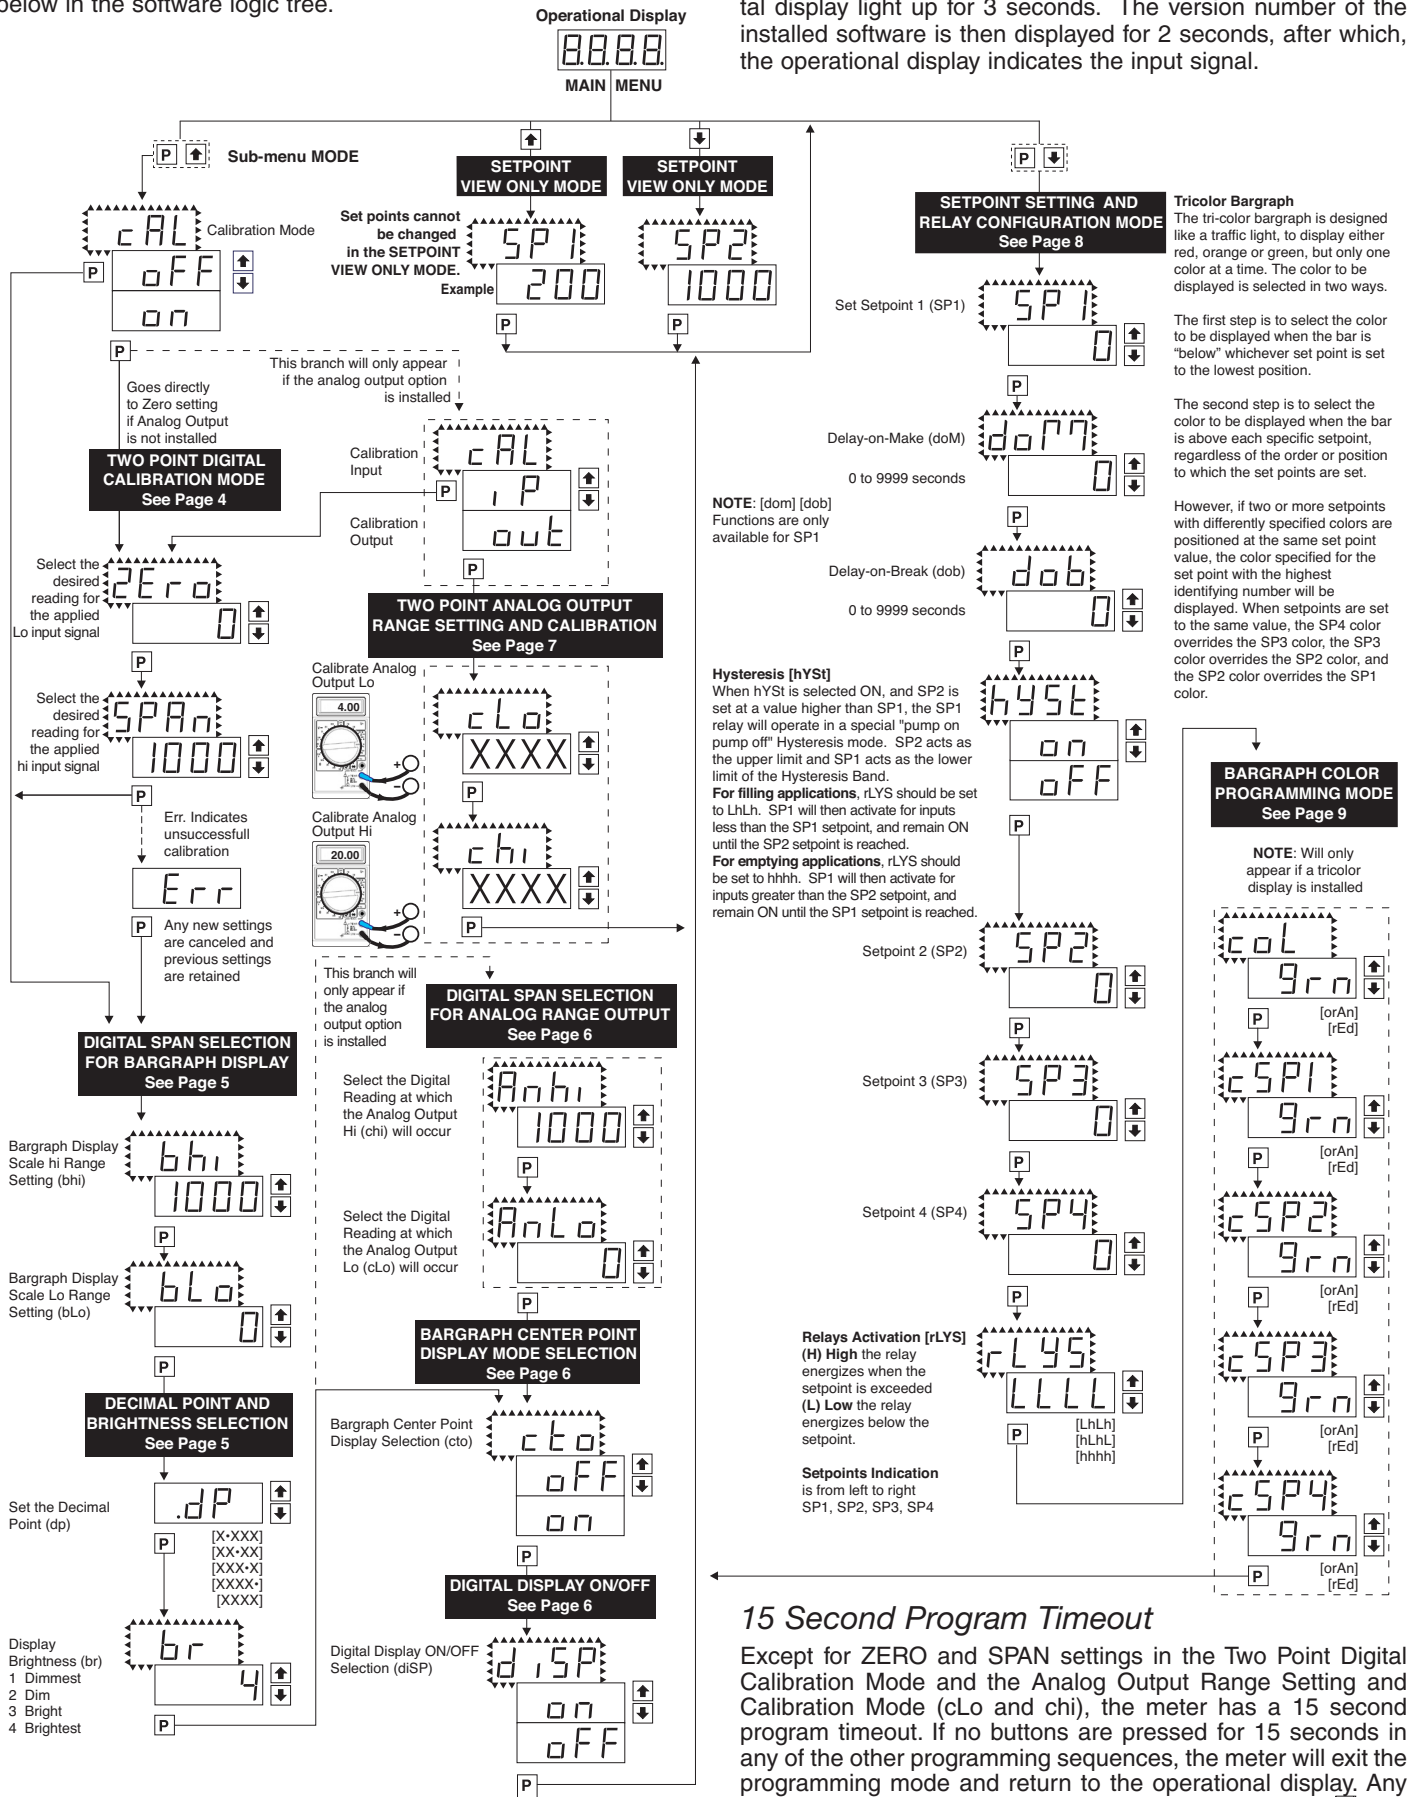 below in the software logic tree.
tal display light up for 3 seconds. The version number of the
installed software is then displayed for 2 seconds, after which,
the operational display indicates the input signal.
Operational Display
8.8.8.8.
MAIN MENU
P
Sub-menu MODE
cAL
Calibration Mode
oFF
on
P
P
SETPOINT
VIEW ONLY MODE
Set points cannot
be changed
in the SETPOINT
VIEW ONLY MODE.
Example
SP1
200
P
SETPOINT
VIEW ONLY MODE
SP2
1000
P
This branch will only appear
if the analog output option
is installed
Goes directly
to Zero setting
if Analog Output
is not installed
TWO POINT DIGITAL
CALIBRATION MODE
See Page 4
Calibration
Input
cAL
iP
P
Calibration
Output
out
P
Select the
desired
reading for
the applied
Lo input signal
ZEro
0
P
Select the
desired
reading for
the applied
hi input signal
SPAn
1000
P
Err. Indicates
unsuccessfull
calibration
Err
P
Any new settings
are canceled and
previous settings
are retained
TWO POINT ANALOG OUTPUT
RANGE SETTING AND CALIBRATION
See Page 7
Calibrate Analog
Output Lo
4.00
+
−
cLo
XXXX
P
Calibrate Analog
Output Hi
20.00
+
−
chi
XXXX
P
DIGITAL SPAN SELECTION
FOR BARGRAPH DISPLAY
See Page 5
Bargraph Display
Scale hi Range
Setting (bhi)
bhi
1000
P
Bargraph Display
Scale Lo Range
Setting (bLo)
bLo
0
P
DECIMAL POINT AND
BRIGHTNESS SELECTION
See Page 5
Set the Decimal
Point (dp)
.dP
P
[X•XXX]
[XX•XX]
[XXX•X]
[XXXX•]
[XXXX]
Display
Brightness (br)
1 Dimmest
2 Dim
3 Bright
4 Brightest
br
4
P
This branch will
only appear if
the analog
output option
is installed
DIGITAL SPAN SELECTION
FOR ANALOG RANGE OUTPUT
See Page 6
Select the Digital
Reading at which
the Analog Output
Hi (chi) will occur
Anhi
1000
P
Select the Digital
Reading at which
the Analog Output
Lo (cLo) will occur
AnLo
0
P
BARGRAPH CENTER POINT
DISPLAY MODE SELECTION
See Page 6
Bargraph Center Point
Display Selection (cto)
cto
oFF
on
P
DIGITAL DISPLAY ON/OFF
See Page 6
Digital Display ON/OFF
Selection (diSP)
diSP
on
oFF
P
P
SETPOINT SETTING AND
RELAY CONFIGURATION MODE
See Page 8
Set Setpoint 1 (SP1)
SP1
0
P
Delay-on-Make (doM)
0 to 9999 seconds
doM
0
P
NOTE: [dom] [dob]
Functions are only
available for SP1
Delay-on-Break (dob)
0 to 9999 seconds
dob
0
P
Hysteresis [hYSt]
When hYSt is selected ON, and SP2 is
set at a value higher than SP1, the SP1
relay will operate in a special "pump on
pump off" Hysteresis mode. SP2 acts as
the upper limit and SP1 acts as the lower
limit of the Hysteresis Band.
For filling applications, rLYS should be set
to LhLh. SP1 will then activate for inputs
less than the SP1 setpoint, and remain ON
until the SP2 setpoint is reached.
For emptying applications, rLYS should
be set to hhhh. SP1 will then activate for
inputs greater than the SP2 setpoint, and
remain ON until the SP1 setpoint is reached.
hYSt
on
oFF
P
Setpoint 2 (SP2)
SP2
0
P
Setpoint 3 (SP3)
SP3
0
P
Setpoint 4 (SP4)
SP4
0
P
Relays Activation [rLYS]
(H) High the relay
energizes when the
setpoint is exceeded
(L) Low the relay
energizes below the
setpoint.
Setpoints Indication
is from left to right
SP1, SP2, SP3, SP4
rLYS
LLLL
P
[LhLh]
[hLhL]
[hhhh]
Tricolor Bargraph
The tri-color bargraph is designed
like a traffic light, to display either
red, orange or green, but only one
color at a time. The color to be
displayed is selected in two ways.
The first step is to select the color
to be displayed when the bar is
“below” whichever set point is set
to the lowest position.
The second step is to select the
color to be displayed when the bar
is above each specific setpoint,
regardless of the order or position
to which the set points are set.
However, if two or more setpoints
with differently specified colors are
positioned at the same set point
value, the color specified for the
set point with the highest
identifying number will be
displayed. When setpoints are set
to the same value, the SP4 color
overrides the SP3 color, the SP3
color overrides the SP2 color, and
the SP2 color overrides the SP1
color.
BARGRAPH COLOR
PROGRAMMING MODE
See Page 9
NOTE: Will only
appear if a tricolor
display is installed
coL
grn
P
[orAn]
[rEd]
cSP1
grn
P
[orAn]
[rEd]
cSP2
grn
P
[orAn]
[rEd]
cSP3
grn
P
[orAn]
[rEd]
cSP4
grn
P
[orAn]
[rEd]
15 Second Program Timeout
Except for ZERO and SPAN settings in the Two Point Digital
Calibration Mode and the Analog Output Range Setting and
Calibration Mode (cLo and chi), the meter has a 15 second
program timeout. If no buttons are pressed for 15 seconds in
any of the other programming sequences, the meter will exit the
programming mode and return to the operational display. Any